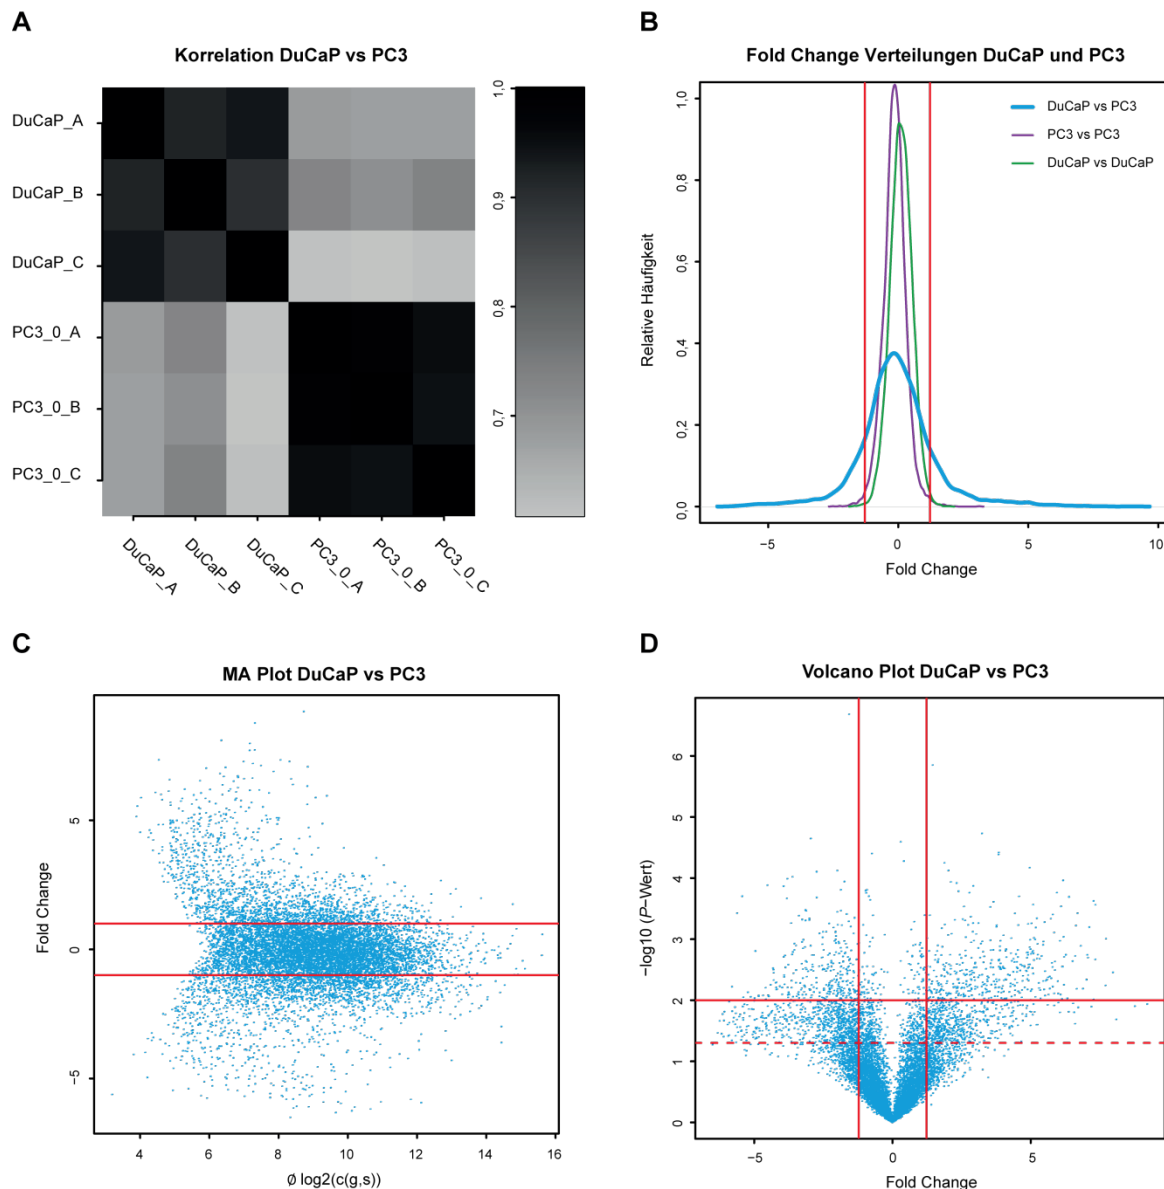 A
Korrelation DuCaP vs PC3
DuCaP_A
DuCaP_B
DuCaP_C
PC3_0_A
PC3_0_B
PC3_0_C
DuCaP_A
DuCaP_B
DuCaP_C
PC3_0_A
PC3_0_B
PC3_0_C
1,0
0,9
0,8
0,7
B
Fold Change Verteilungen DuCaP und PC3
DuCaP vs PC3
PC3 vs PC3
DuCaP vs DuCaP
Relative Häufigkeit
1,0
0,8
0,6
0,4
0,2
0,0
−5 0 5 10
Fold Change
C
MA Plot DuCaP vs PC3
Fold Change
5
0
−5
4 6 8 10 12 14 16
Ø log2(c(g,s))
D
Volcano Plot DuCaP vs PC3
−log10 (P−Wert)
6
5
4
3
2
1
0
−5 0 5
Fold Change